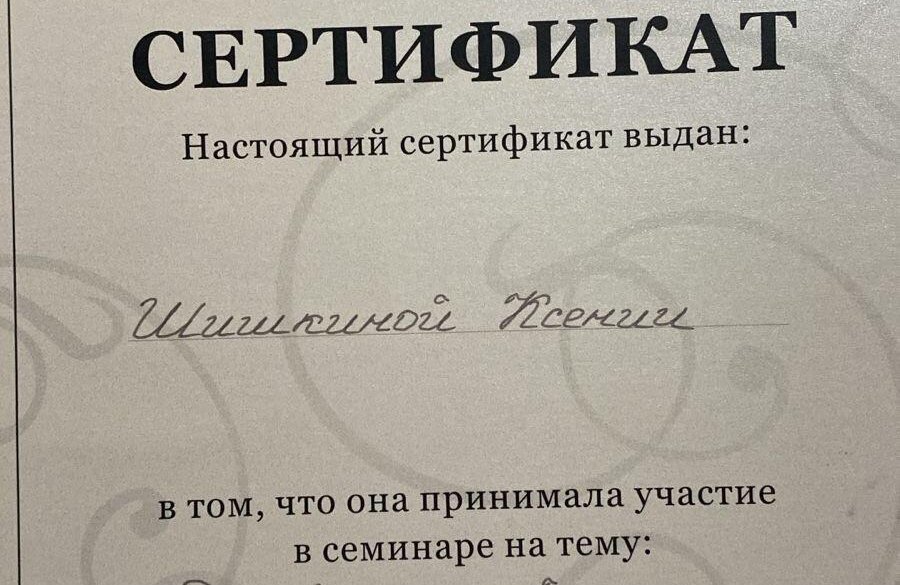 СЕРТИФИКАТ
Настоящий сертификат выдан:
Шишкиной Ксении
в том, что она принимала участие
в семинаре на тему: